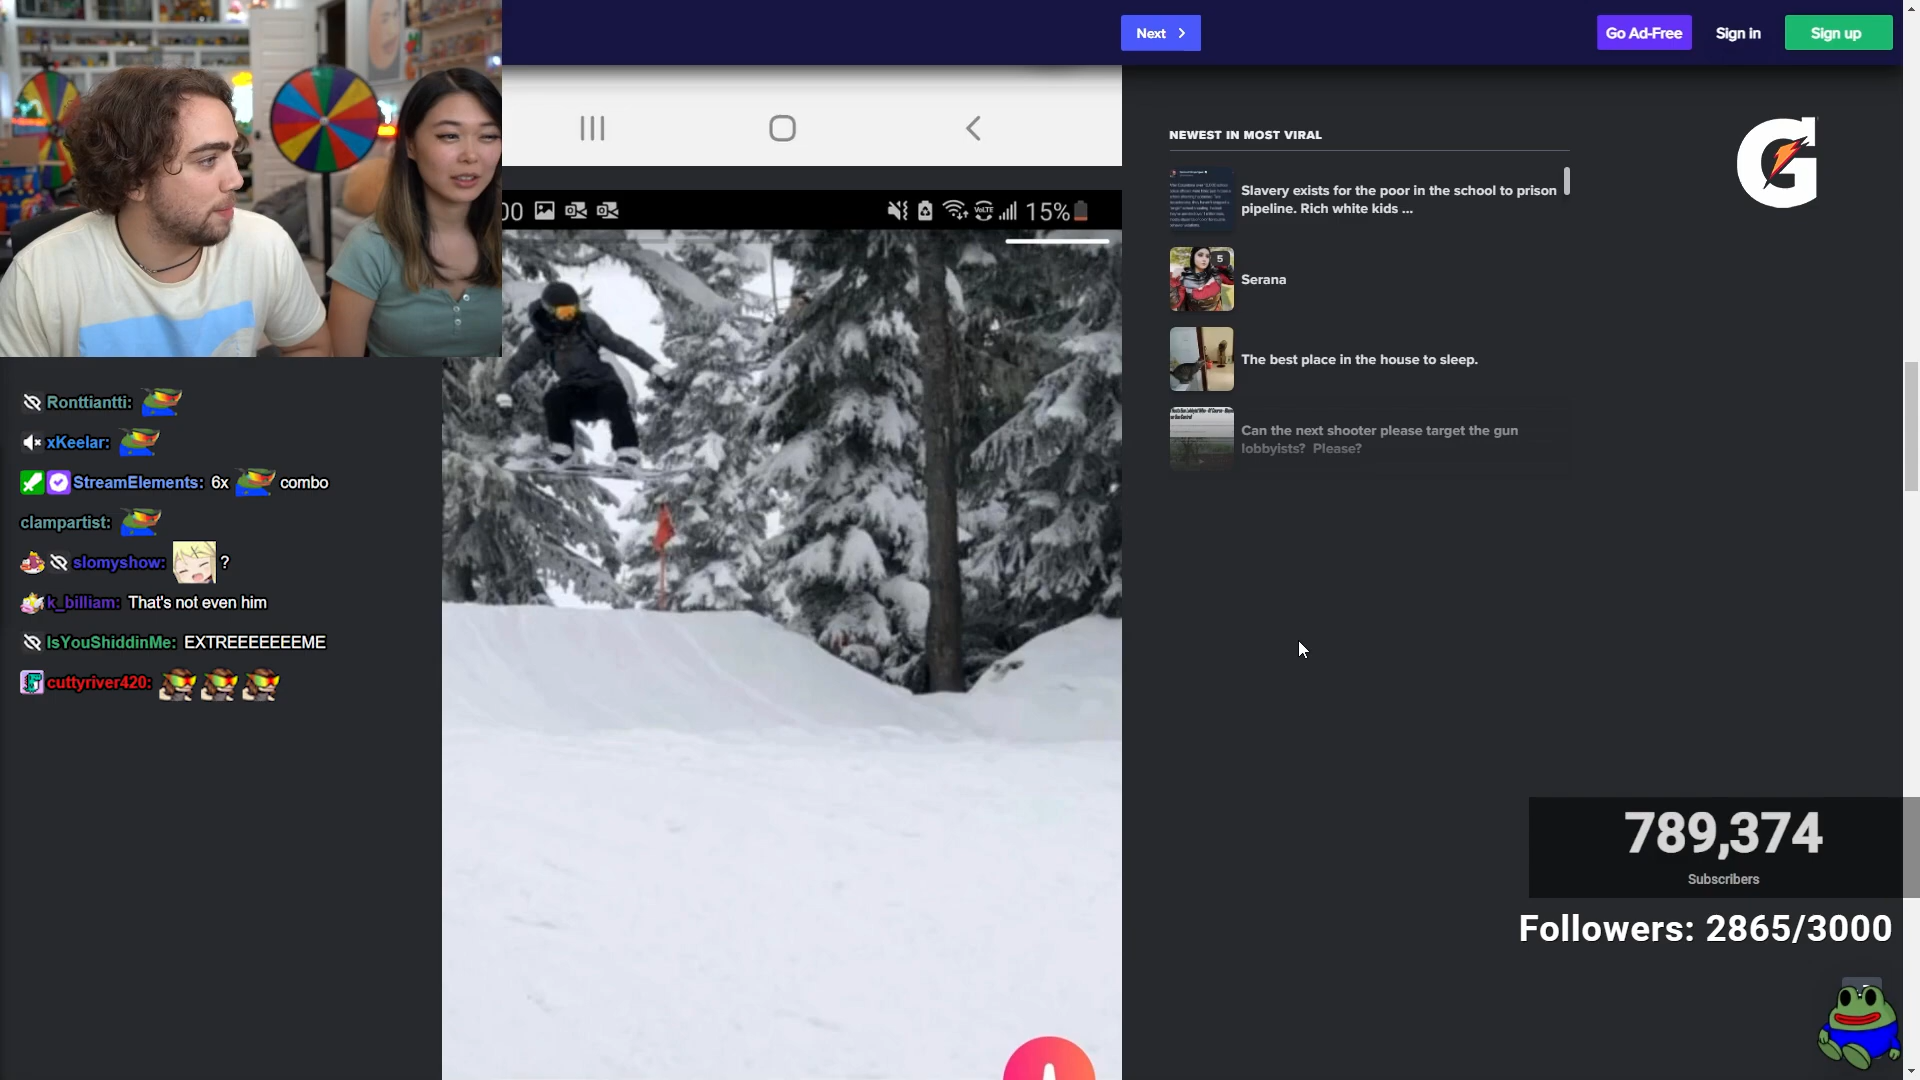 Next
Go Ad-Free
Sign in
Sign up
00
VoLTE
15%
NEWEST IN MOST VIRAL
Slavery exists for the poor in the school to prison
pipeline. Rich white kids ...
5
Serana
The best place in the house to sleep.
Can the next shooter please target the gun
lobbyists? Please?
G
Ronttiantti:
xKeelar:
StreamElements: 6x combo
clampartist:
slomyshow: ?
k_billiam: That's not even him
IsYouShiddinMe: EXTREEEEEEEME
cuttyriver420:
789,374
Subscribers
Followers: 2865/3000